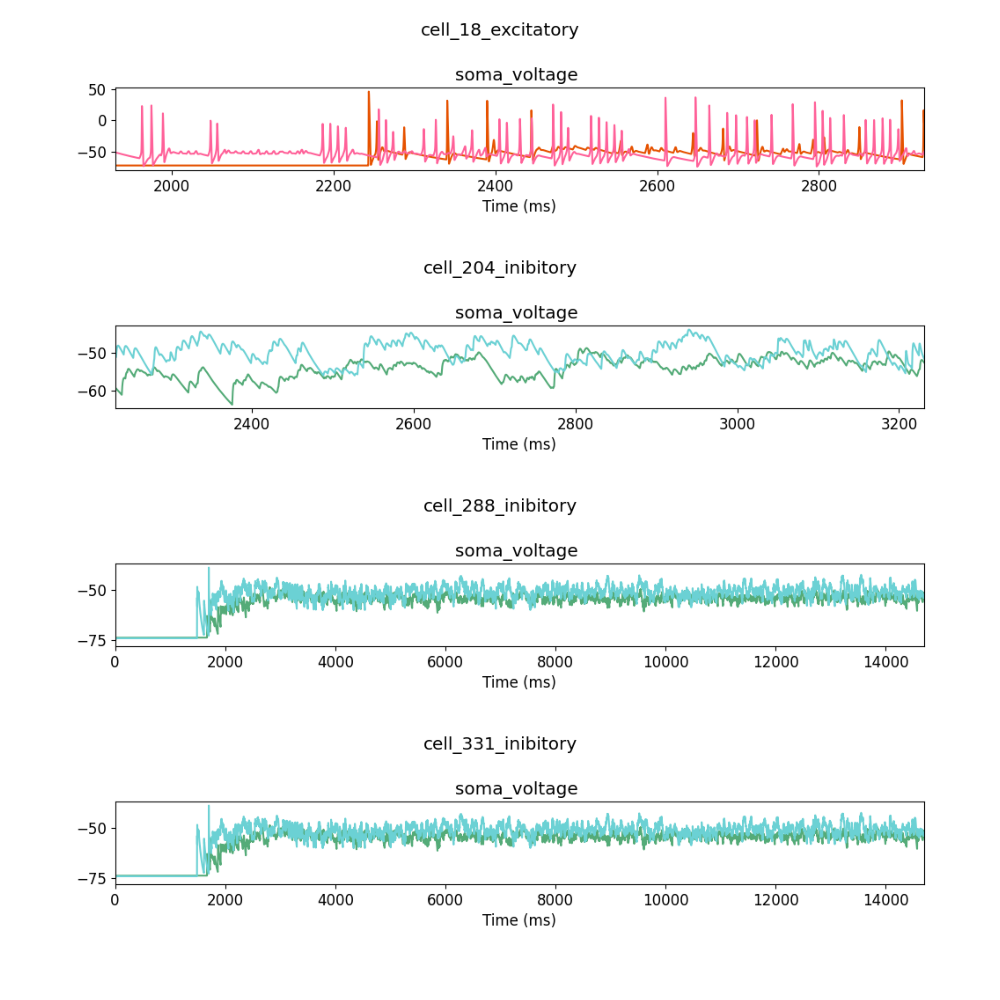 cell_18_excitatory
soma_voltage
50
0
−50
2000 2200 2400 2600 2800
Time (ms)
cell_204_inibitory
soma_voltage
−50
−60
2400 2600 2800 3000 3200
Time (ms)
cell_288_inibitory
soma_voltage
−50
−75
0 2000 4000 6000 8000 10000 12000 14000
Time (ms)
cell_331_inibitory
soma_voltage
−50
−75
0 2000 4000 6000 8000 10000 12000 14000
Time (ms)